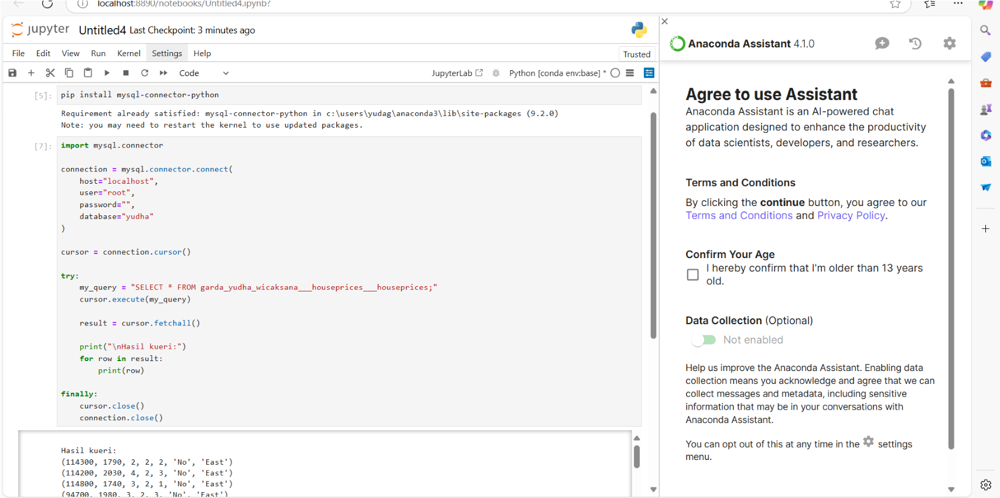 localhost:8890/notebooks/Untitled4.ipynb?
jupyter Untitled4 Last Checkpoint: 3 minutes ago
File Edit View Run Kernel Settings Help
Trusted
Code
JupyterLab
Python [conda env:base] *
[5]: pip install mysql-connector-python
Requirement already satisfied: mysql-connector-python in c:\users\yudag\anaconda3\lib\site-packages (9.2.0)
Note: you may need to restart the kernel to use updated packages.
[7]: import mysql.connector
connection = mysql.connector.connect(
    host="localhost",
    user="root",
    password="",
    database="yudha"
)
cursor = connection.cursor()
try:
    my_query = "SELECT * FROM garda_yudha_wicaksana___houseprices___houseprices;"
    cursor.execute(my_query)
    result = cursor.fetchall()
    print("\nHasil kueri:")
    for row in result:
        print(row)
finally:
    cursor.close()
    connection.close()
Hasil kueri:
(114300, 1790, 2, 2, 2, 'No', 'East')
(114200, 2030, 4, 2, 3, 'No', 'East')
(114800, 1740, 3, 2, 1, 'No', 'East')
(94700, 1980, 3, 2, 3, 'No', 'East')
Anaconda Assistant 4.1.0
Agree to use Assistant
Anaconda Assistant is an AI-powered chat
application designed to enhance the productivity
of data scientists, developers, and researchers.
Terms and Conditions
By clicking the continue button, you agree to our
Terms and Conditions and Privacy Policy.
Confirm Your Age
I hereby confirm that I'm older than 13 years
old.
Data Collection (Optional)
Not enabled
Help us improve the Anaconda Assistant. Enabling data
collection means you acknowledge and agree that we can
collect messages and metadata, including sensitive
information that may be in your conversations with
Anaconda Assistant.
You can opt out of this at any time in the settings
menu.